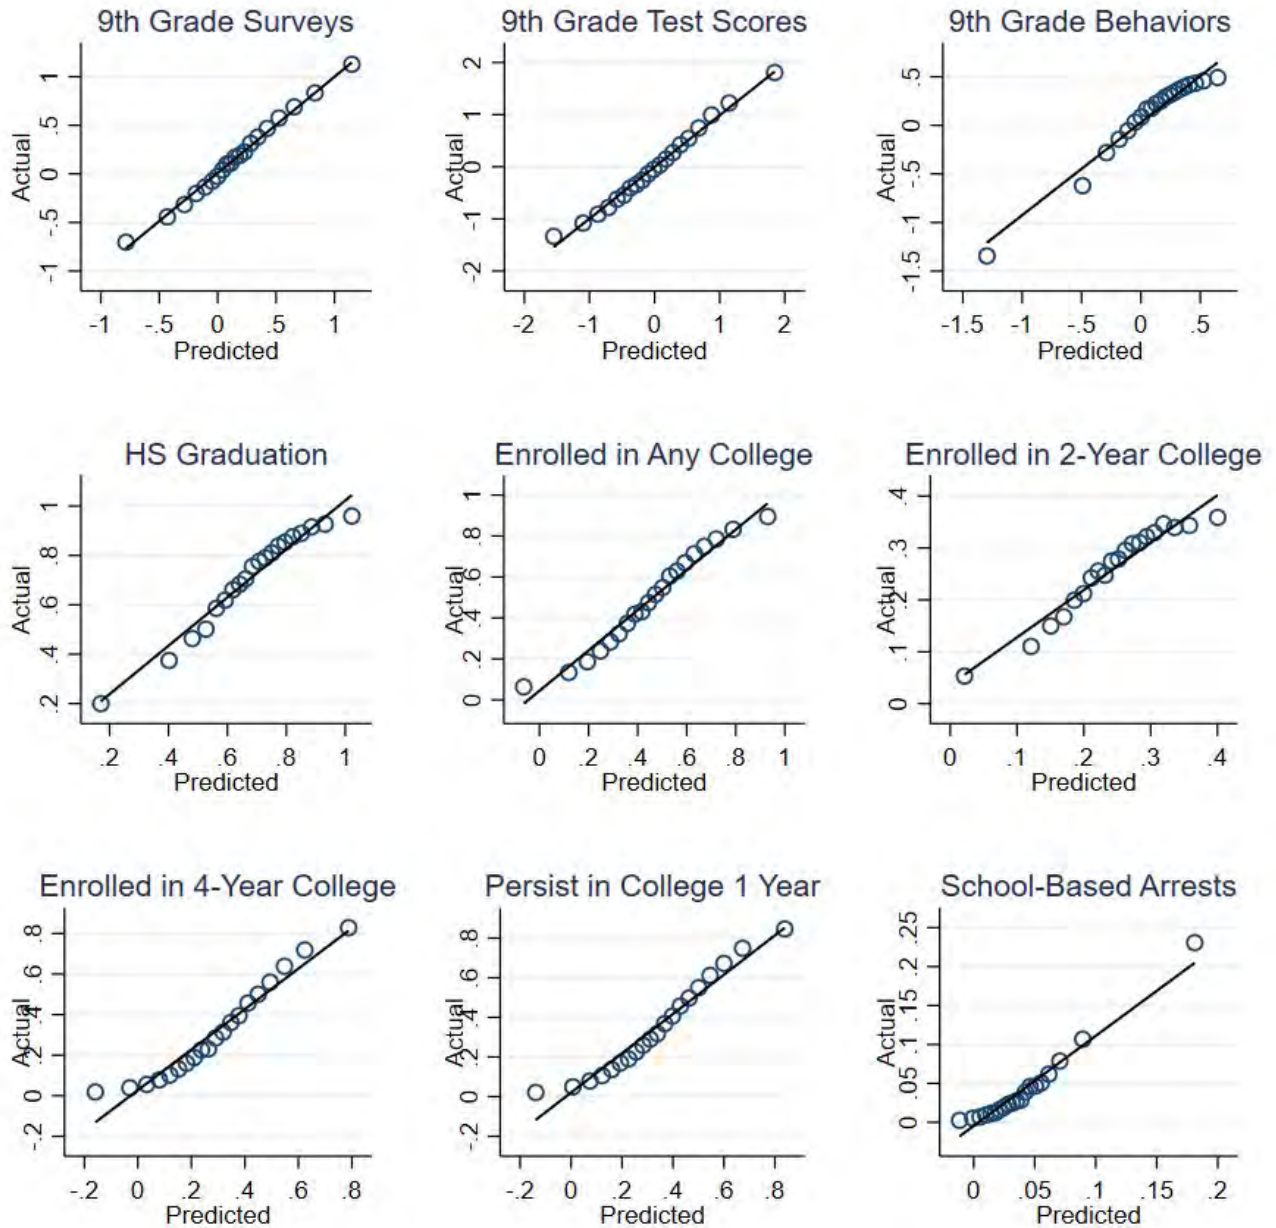 9th Grade Surveys
Actual
1
.5
0
-.5
-1
-1 -.5 0 .5 1
Predicted
9th Grade Test Scores
Actual
2
1
0
-1
-2
-2 -1 0 1 2
Predicted
9th Grade Behaviors
Actual
.5
0
-.5
-1
-1.5
-1.5 -1 -.5 0 .5
Predicted
HS Graduation
Actual
1
.8
.6
.4
.2
.2 .4 .6 .8 1
Predicted
Enrolled in Any College
Actual
1
.8
.6
.4
.2
0
0 .2 .4 .6 .8 1
Predicted
Enrolled in 2-Year College
Actual
.4
.3
.2
.1
0
0 .1 .2 .3 .4
Predicted
Enrolled in 4-Year College
Actual
.8
.6
.4
.2
0
-.2
-.2 0 .2 .4 .6 .8
Predicted
Persist in College 1 Year
Actual
.8
.6
.4
.2
0
-.2
-.2 0 .2 .4 .6 .8
Predicted
School-Based Arrests
Actual
.25
.2
.15
.1
.05
0
0 .05 .1 .15 .2
Predicted